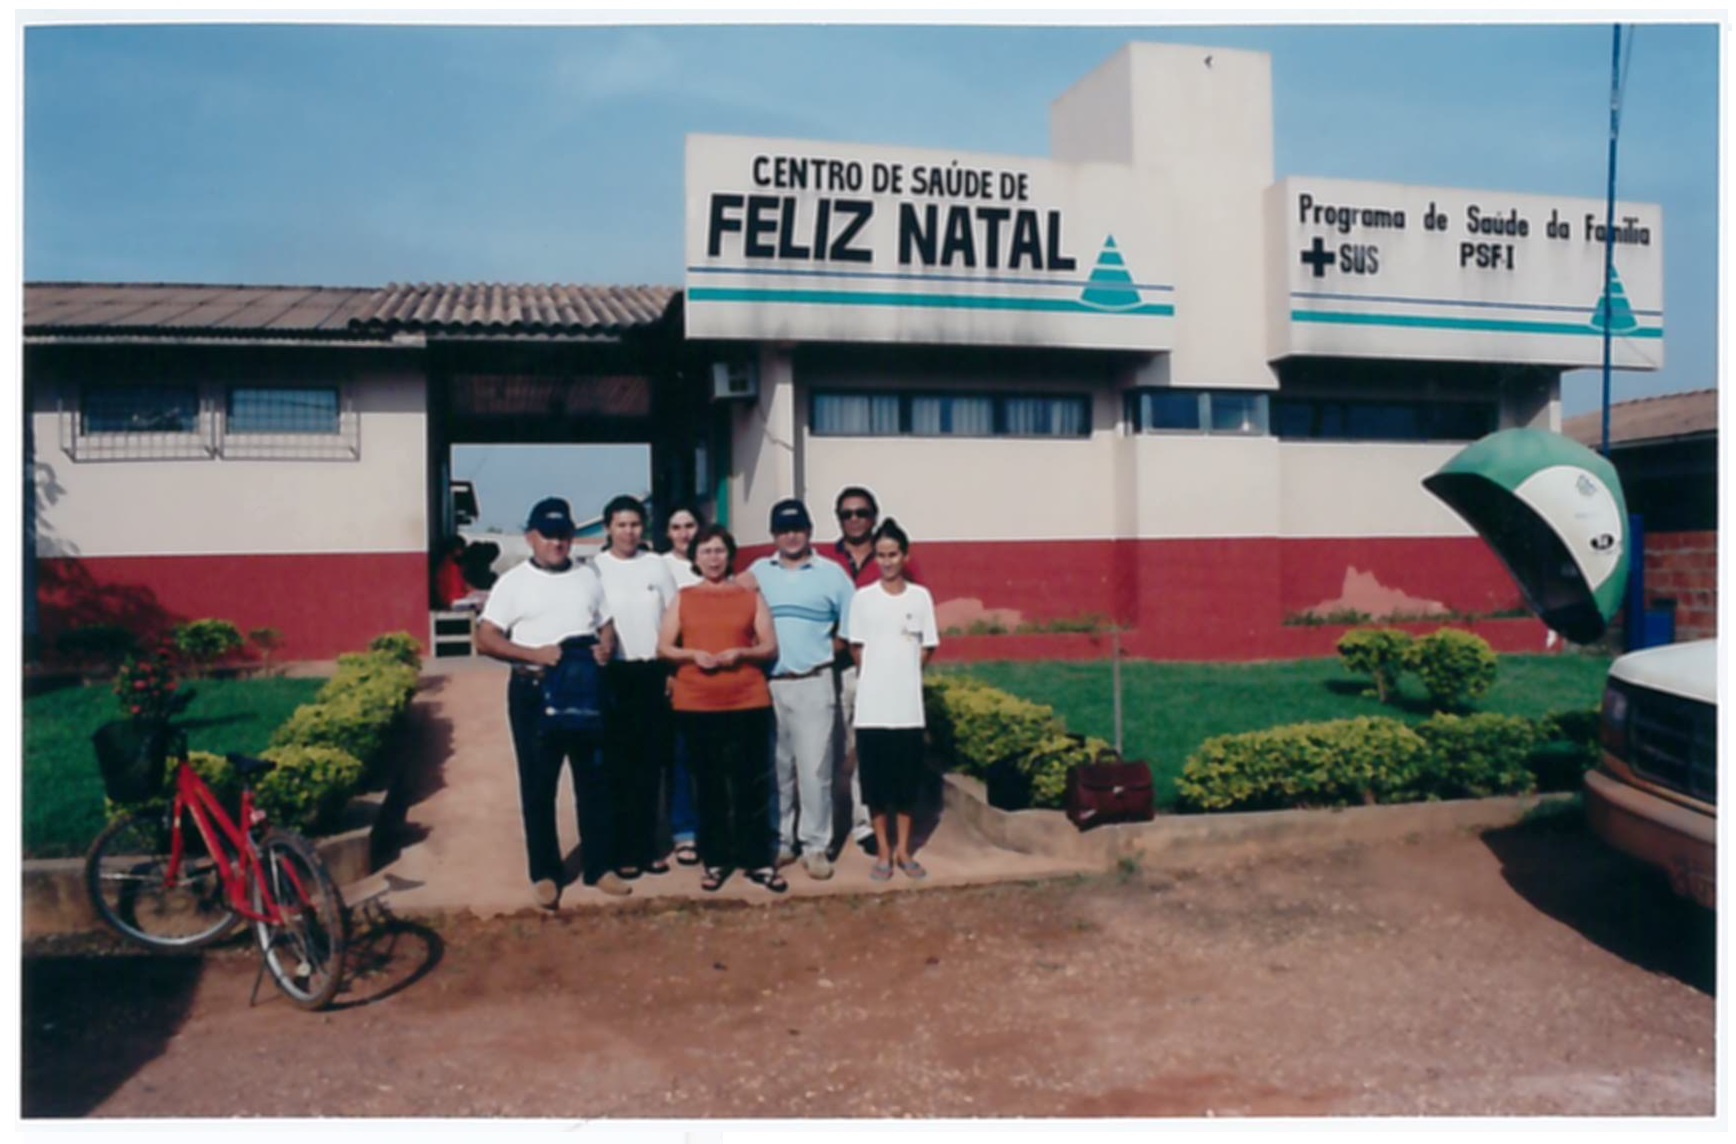 CENTRO DE SAÚDE DE
FELIZ NATAL
Programa de Saúde da Família
SUS PSF-I